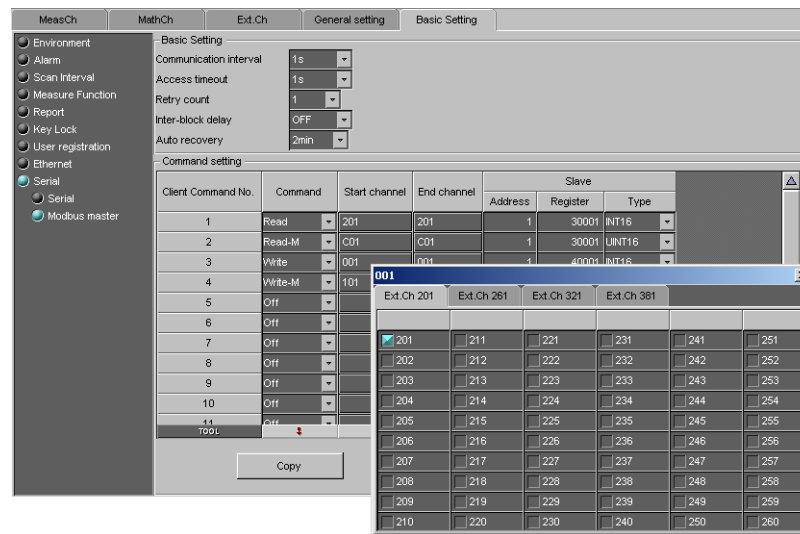 MeasCh MathCh Ext.Ch General setting Basic Setting
Environment
Alarm
Scan Interval
Measure Function
Report
Key Lock
User registration
Ethernet
Serial
Serial
Modbus master
Basic Setting
Communication interval 1s
Access timeout 1s
Retry count 1
Inter-block delay OFF
Auto recovery 2min
Command setting
Client Command No. Command Start channel End channel Slave
Address Register Type
1 Read 201 201 1 30001 INT16
2 Read-M C01 C01 1 30001 UINT16
3 Write 001 001 1 40001 INT16
4 Write-M 101
5 Off
6 Off
7 Off
8 Off
9 Off
10 Off
11 Off
TOOL
Copy
001
Ext.Ch 201 Ext.Ch 261 Ext.Ch 321 Ext.Ch 381
201 211 221 231 241 251
202 212 222 232 242 252
203 213 223 233 243 253
204 214 224 234 244 254
205 215 225 235 245 255
206 216 226 236 246 256
207 217 227 237 247 257
208 218 228 238 248 258
209 219 229 239 249 259
210 220 230 240 250 260